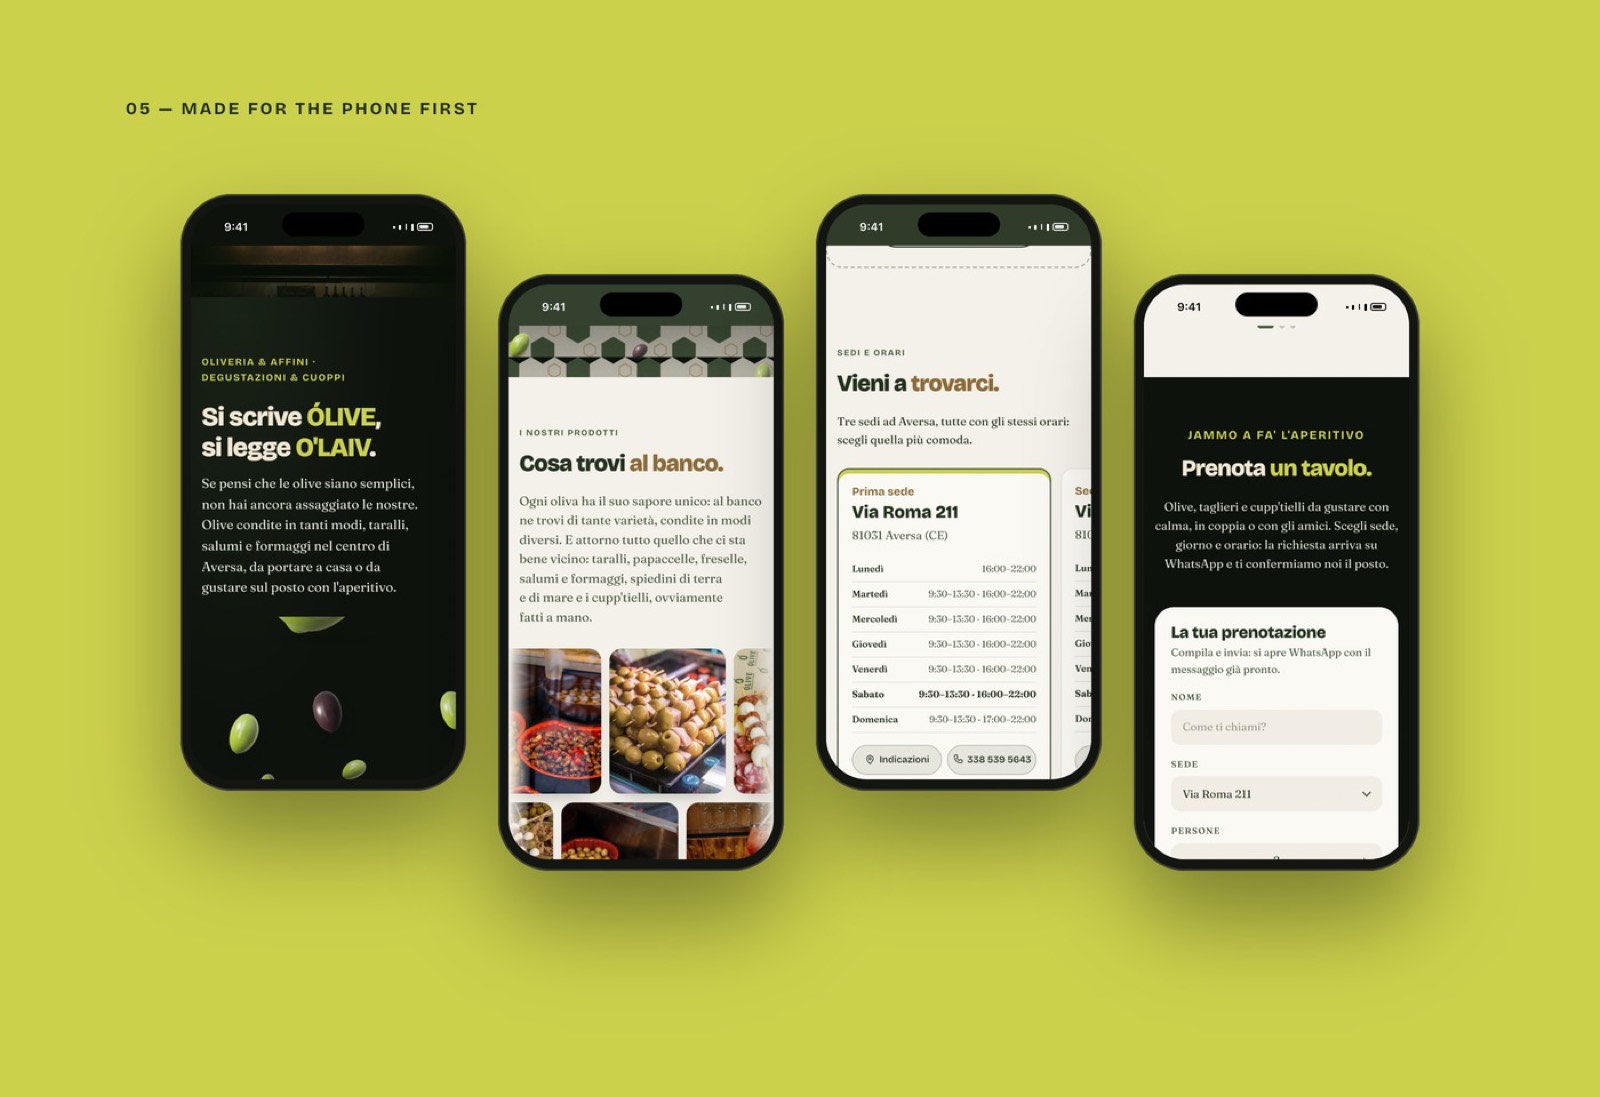 05 — MADE FOR THE PHONE FIRST
9:41
OLIVERIA & AFFINI ·
DEGUSTAZIONI & CUOPPI
Si scrive ÓLIVE,
si legge O'LAIV.
Se pensi che le olive siano semplici,
non hai ancora assaggiato le nostre.
Olive condite in tanti modi, taralli,
salumi e formaggi nel centro di
Aversa, da portare a casa o da
gustare sul posto con l'aperitivo.
9:41
I NOSTRI PRODOTTI
Cosa trovi al banco.
Ogni oliva ha il suo sapore unico: al banco
ne trovi di tante varietà, condite in modi
diversi. E attorno tutto quello che ci sta
bene vicino: taralli, papaccelle, freselle,
salumi e formaggi, spiedini di terra
e di mare e i cupp'tielli, ovviamente
fatti a mano.
OLIVE
9:41
SEDI E ORARI
Vieni a trovarci.
Tre sedi ad Aversa, tutte con gli stessi orari:
scegli quella più comoda.
Prima sede
Via Roma 211
81031 Aversa (CE)
Lunedì 16:00–22:00
Martedì 9:30–13:30 · 16:00–22:00
Mercoledì 9:30–13:30 · 16:00–22:00
Giovedì 9:30–13:30 · 16:00–22:00
Venerdì 9:30–13:30 · 16:00–22:00
Sabato 9:30–13:30 · 16:00–22:00
Domenica 9:30–13:30 · 17:00–22:00
Indicazioni 338 539 5643
9:41
JAMMO A FA' L'APERITIVO
Prenota un tavolo.
Olive, taglieri e cupp'tielli da gustare con
calma, in coppia o con gli amici. Scegli sede,
giorno e orario: la richiesta arriva su
WhatsApp e ti confermiamo noi il posto.
La tua prenotazione
Compila e invia: si apre WhatsApp con il
messaggio già pronto.
NOME
Come ti chiami?
SEDE
Via Roma 211
PERSONE